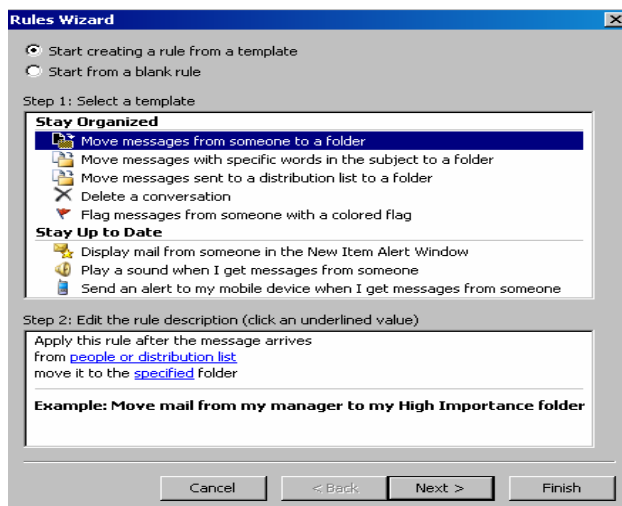 Rules Wizard
Start creating a rule from a template
Start from a blank rule
Step 1: Select a template
Stay Organized
Move messages from someone to a folder
Move messages with specific words in the subject to a folder
Move messages sent to a distribution list to a folder
Delete a conversation
Flag messages from someone with a colored flag
Stay Up to Date
Display mail from someone in the New Item Alert Window
Play a sound when I get messages from someone
Send an alert to my mobile device when I get messages from someone
Step 2: Edit the rule description (click an underlined value)
Apply this rule after the message arrives
from people or distribution list
move it to the specified folder
Example: Move mail from my manager to my High Importance folder
Cancel < Back Next > Finish